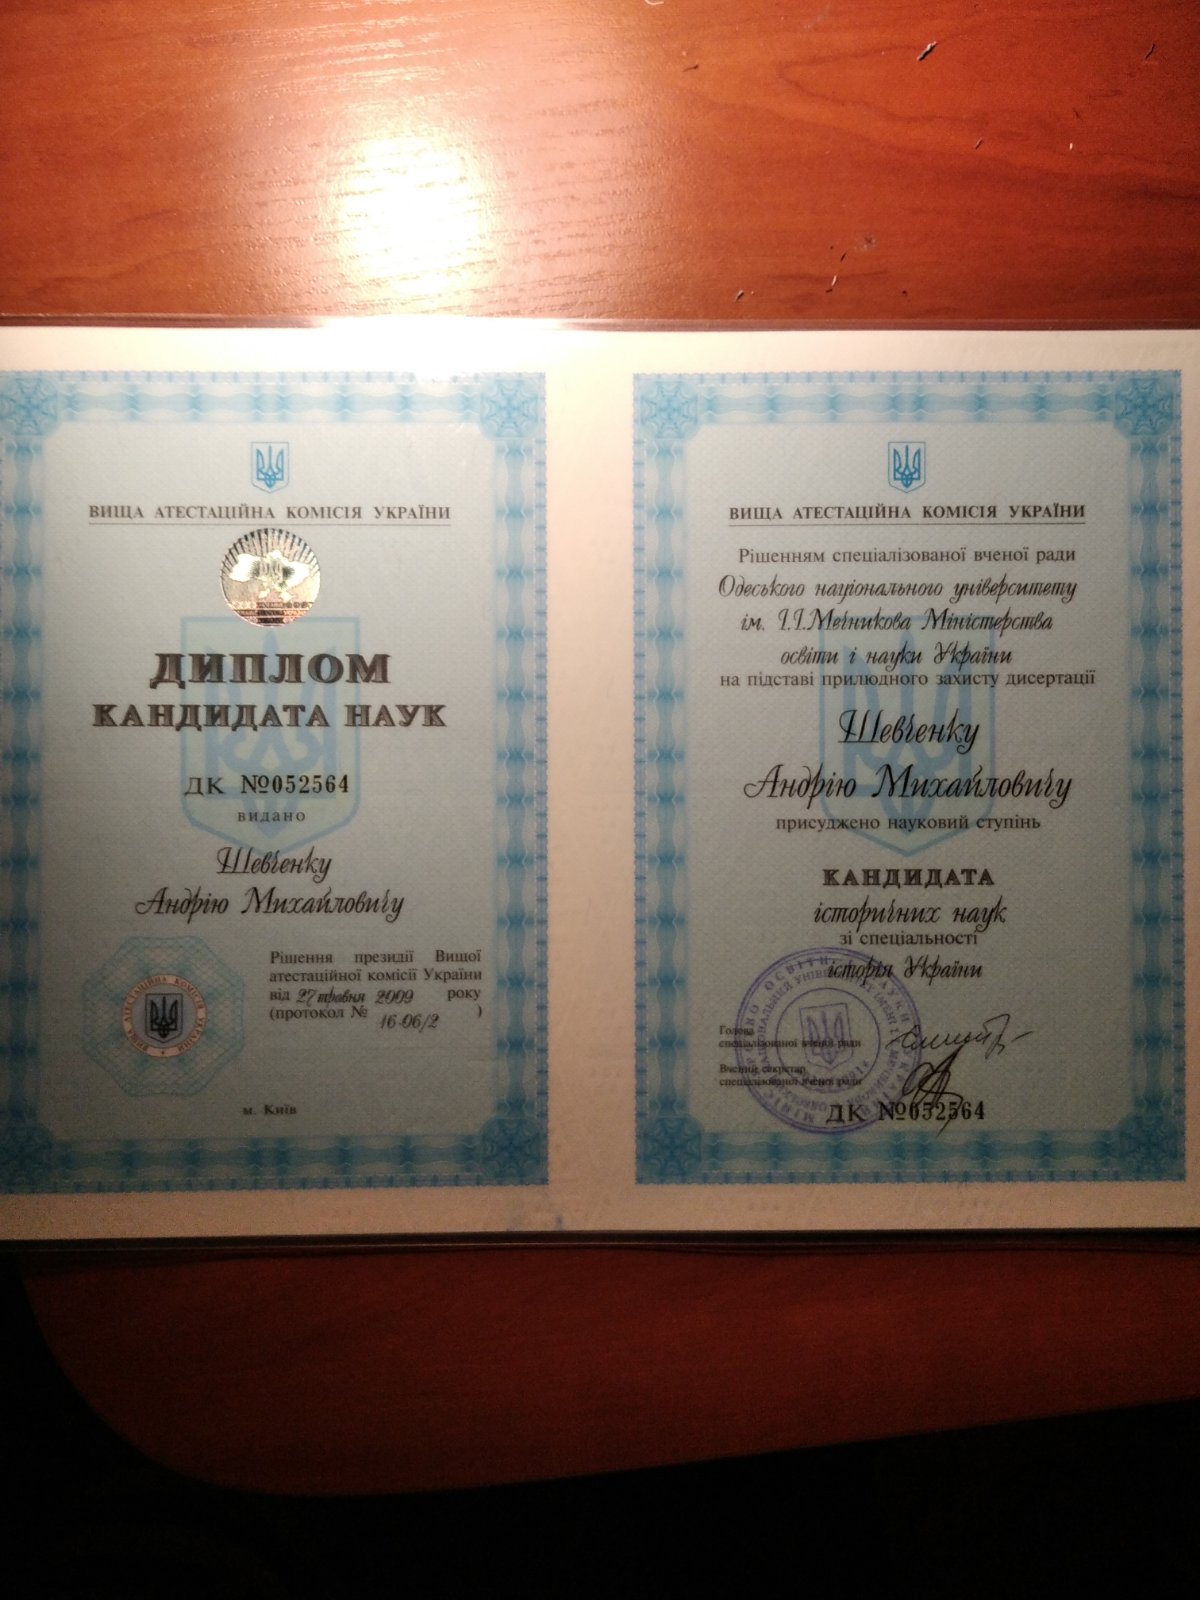 ВИЩА АТЕСТАЦІЙНА КОМІСІЯ УКРАЇНИ
ДИПЛОМ
КАНДИДАТА НАУК
ДК №052564
видано
Шевченку
Андрію Михайловичу
Рішення президії Вищої
атестаційної комісії України
від 27 травня 2009 року
(протокол № 16-06/2 )
м. Київ
ВИЩА АТЕСТАЦІЙНА КОМІСІЯ УКРАЇНИ
Рішенням спеціалізованої вченої ради
Одеського національного університету
ім. І.І.Мечникова Міністерства
освіти і науки України
на підставі прилюдного захисту дисертації
Шевченку
Андрію Михайловичу
присуджено науковий ступінь
КАНДИДАТА
історичних наук
зі спеціальності
історія України
Голова
спеціалізованої вченої ради
Вчений секретар
спеціалізованої вченої ради
ДК №052564